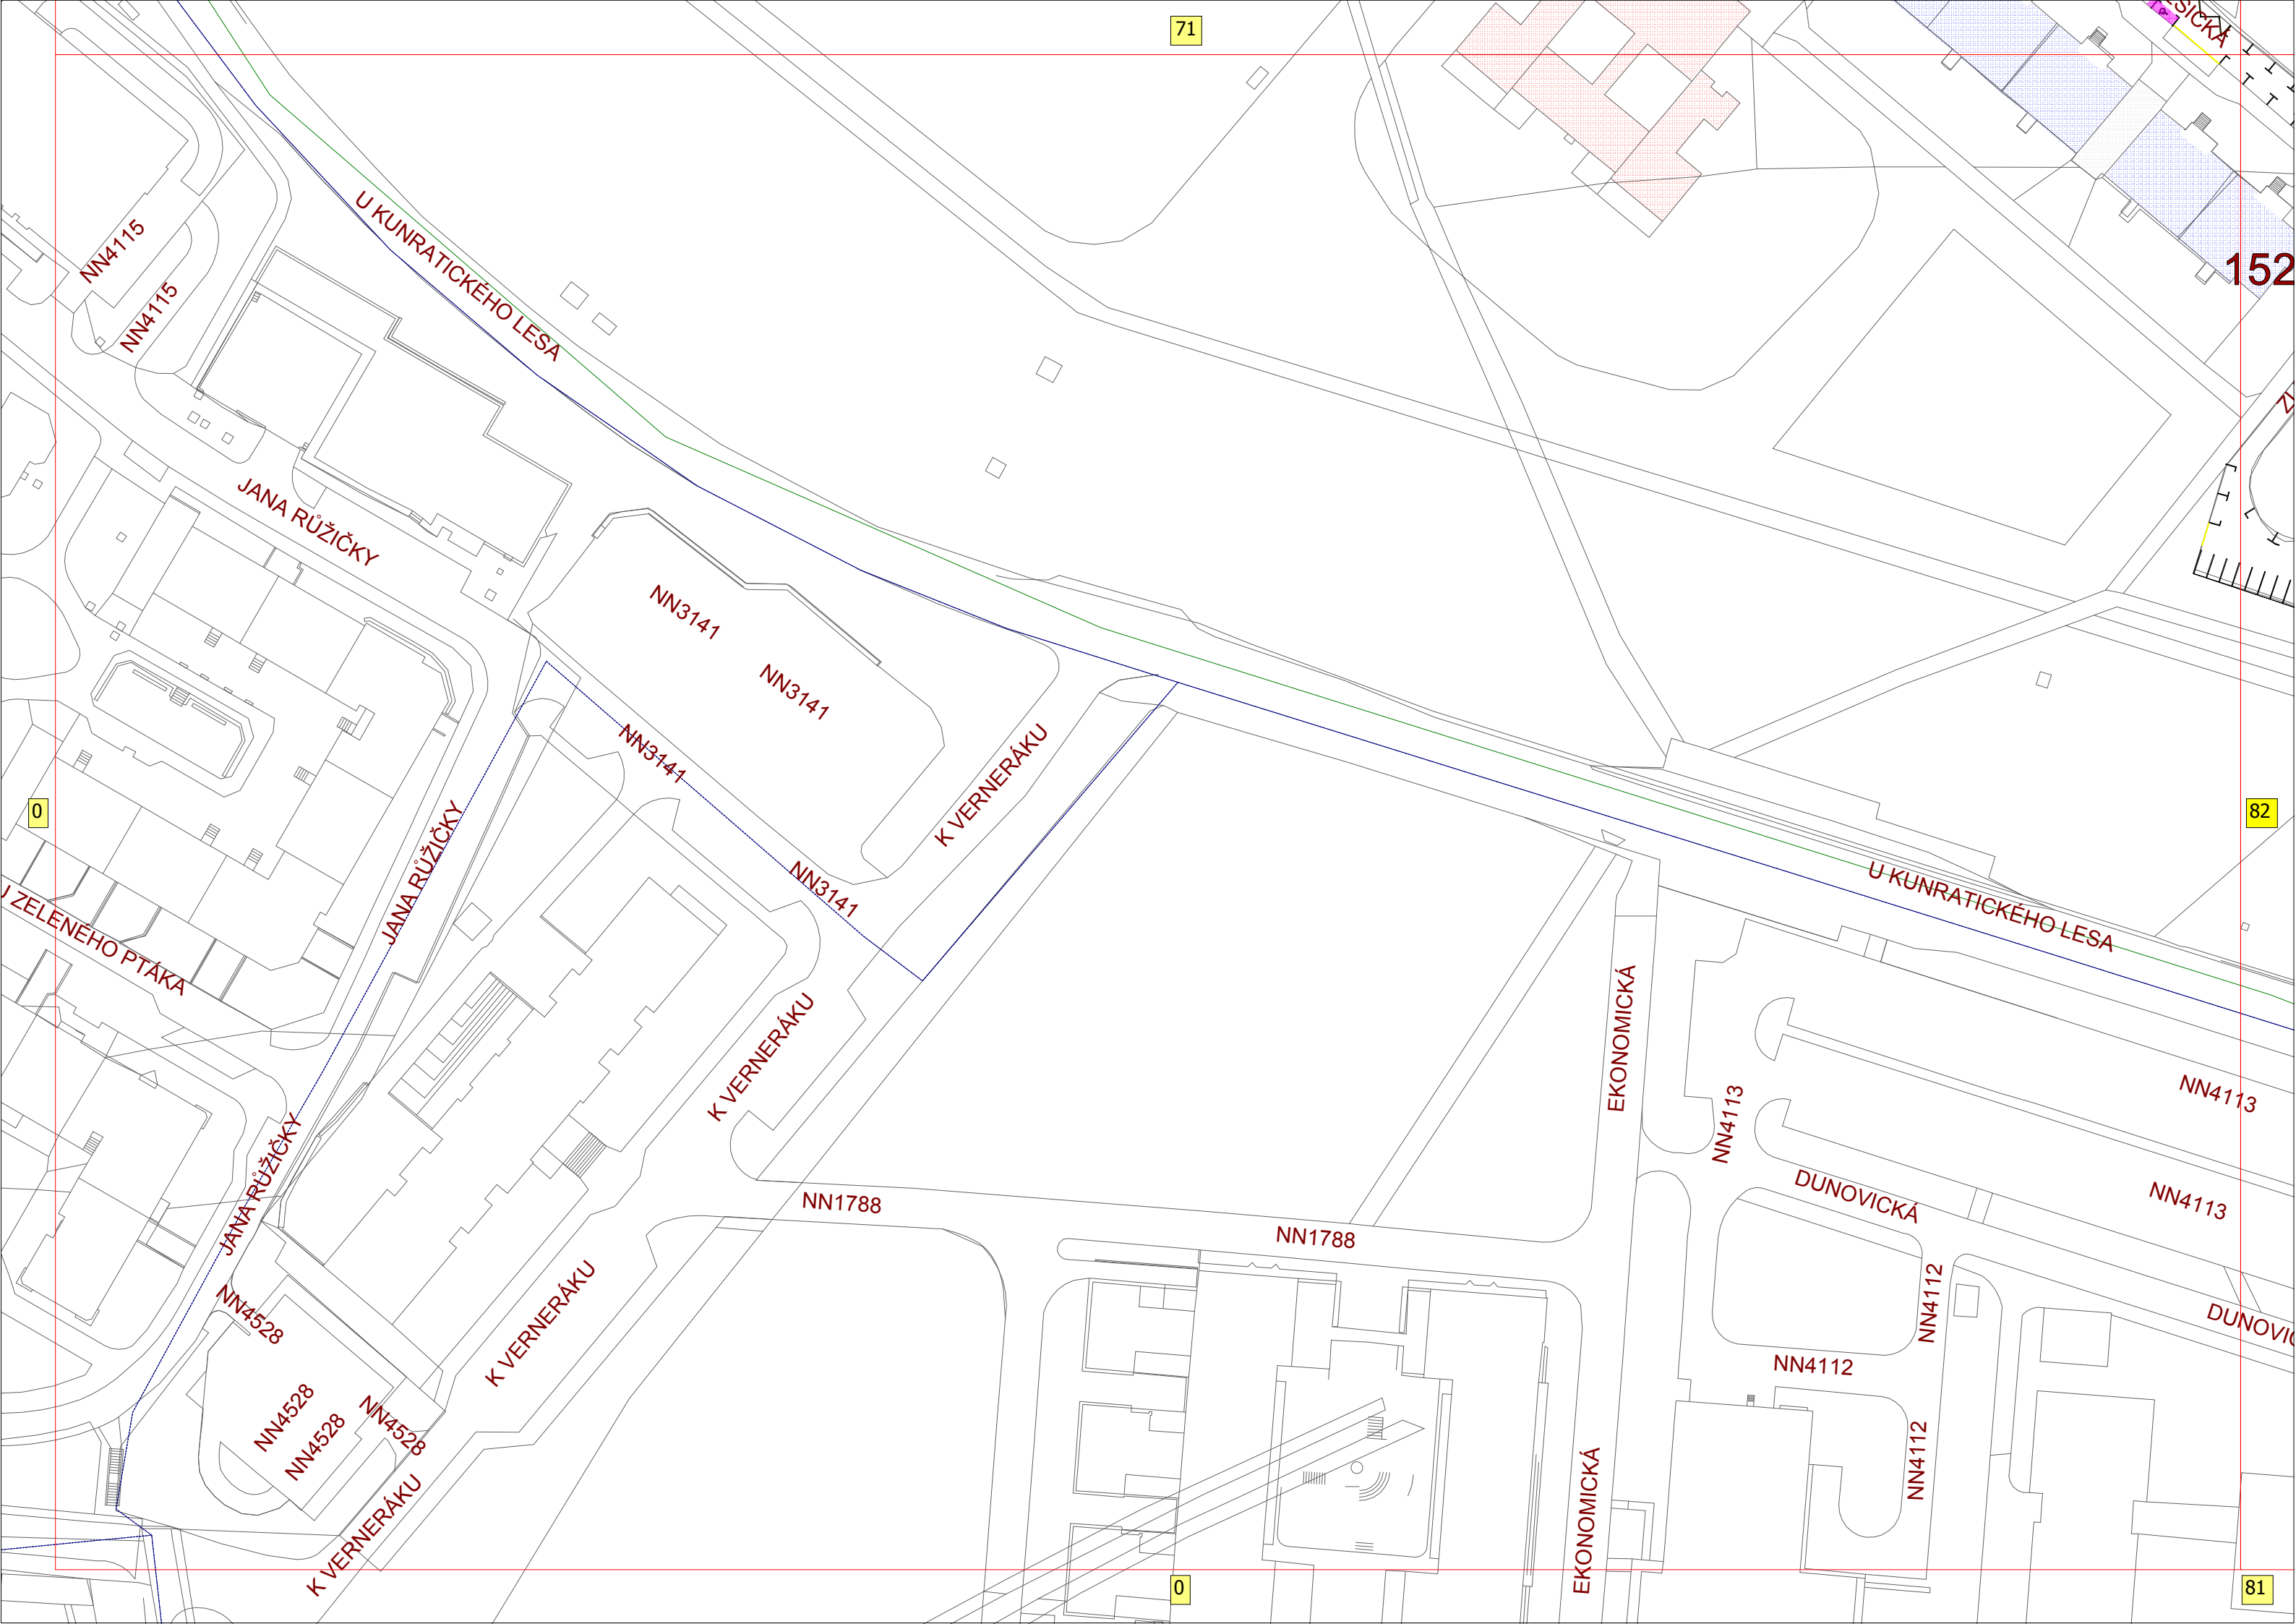 71
ESICKÁ
U KUNRATICKÉHO LESA
NN4115
NN4115
152
JANA RŮŽIČKY
NN3141
NN3141
NN3141
K VERNERÁKU
0
82
JANA RŮŽIČKY
NN3141
U KUNRATICKÉHO LESA
U ZELENÉHO PTÁKA
EKONOMICKÁ
K VERNERÁKU
NN4113
NN4113
JANA RŮŽIČKY
DUNOVICKÁ
NN4113
NN1788
NN1788
NN4528
K VERNERÁKU
NN4112
DUNOVIC
NN4112
NN4528
NN4528
NN4528
NN4112
K VERNERÁKU
EKONOMICKÁ
0
81